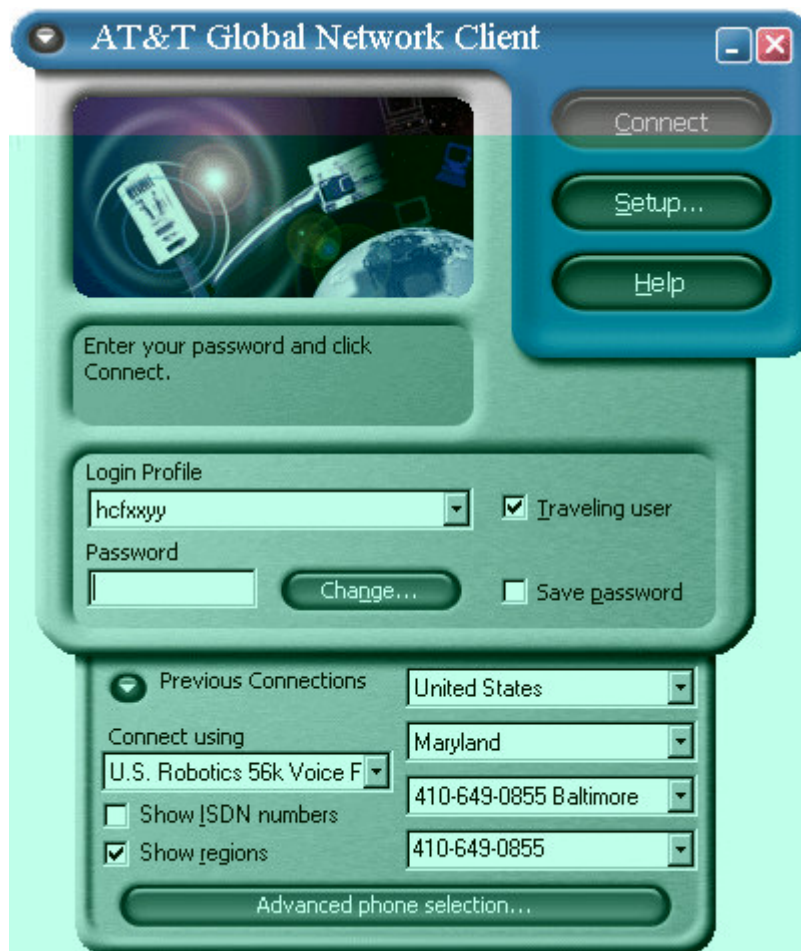 AT&T Global Network Client
Connect
Setup...
Help
Enter your password and click
Connect.
Login Profile
hcfxxyy
Traveling user
Password
Change...
Save password
Previous Connections
United States
Connect using
Maryland
U.S. Robotics 56k Voice F
410-649-0855 Baltimore
Show ISDN numbers
Show regions
410-649-0855
Advanced phone selection...